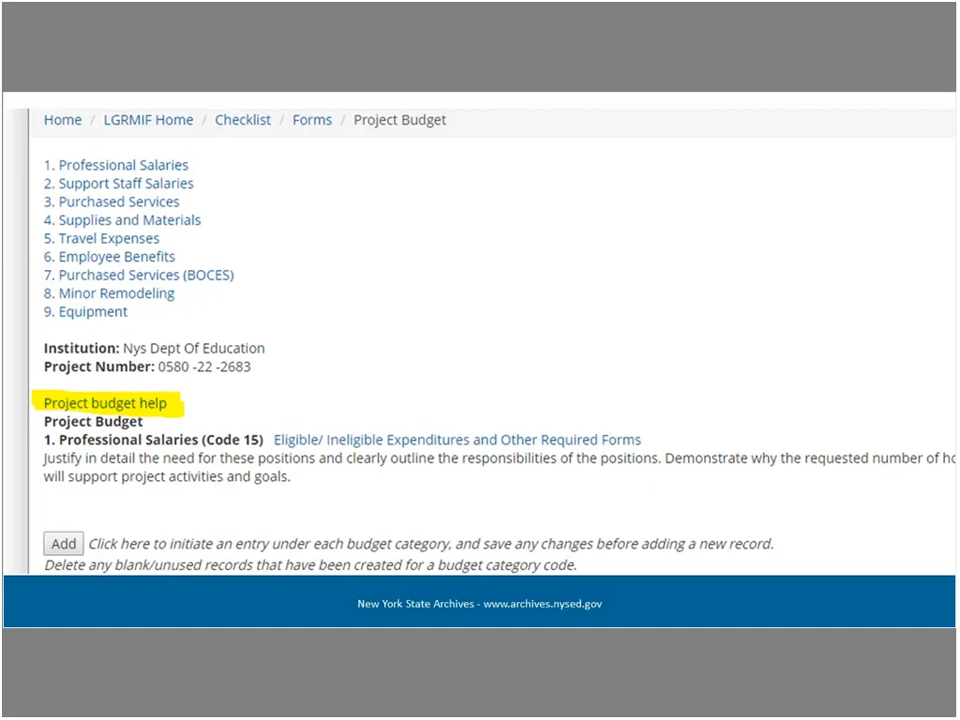 Home / LGRMIF Home / Checklist / Forms / Project Budget
1. Professional Salaries
2. Support Staff Salaries
3. Purchased Services
4. Supplies and Materials
5. Travel Expenses
6. Employee Benefits
7. Purchased Services (BOCES)
8. Minor Remodeling
9. Equipment
Institution: Nys Dept Of Education
Project Number: 0580 -22 -2683
Project budget help
Project Budget
1. Professional Salaries (Code 15) Eligible/ Ineligible Expenditures and Other Required Forms
Justify in detail the need for these positions and clearly outline the responsibilities of the positions. Demonstrate why the requested number of
will support project activities and goals.
Add Click here to initiate an entry under each budget category, and save any changes before adding a new record.
Delete any blank/unused records that have been created for a budget category code.
New York State Archives - www.archives.nysed.gov